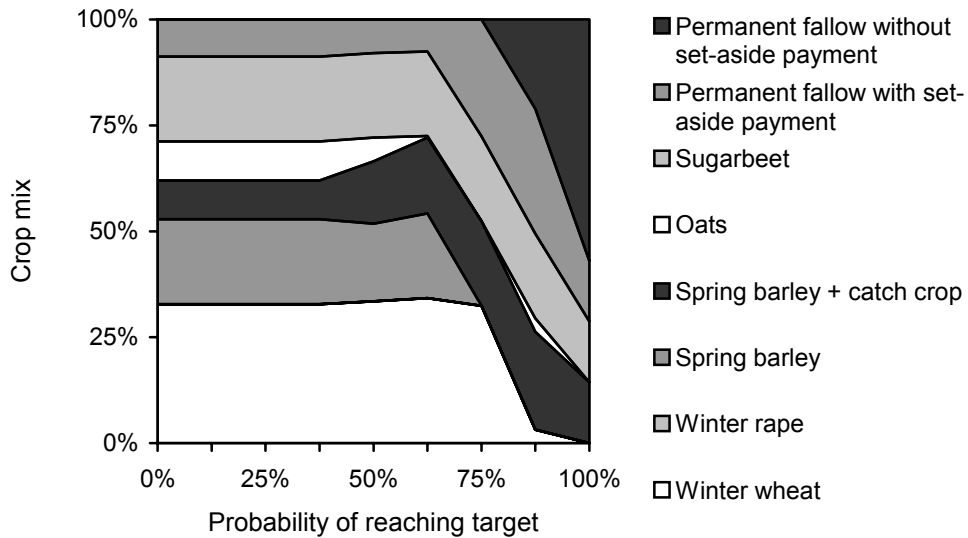 100%
75%
50%
25%
0%
Crop mix
0%
25%
50%
75%
100%
Probability of reaching target
Permanent fallow without
set-aside payment
Permanent fallow with set-
aside payment
Sugarbeet
Oats
Spring barley + catch crop
Spring barley
Winter rape
Winter wheat